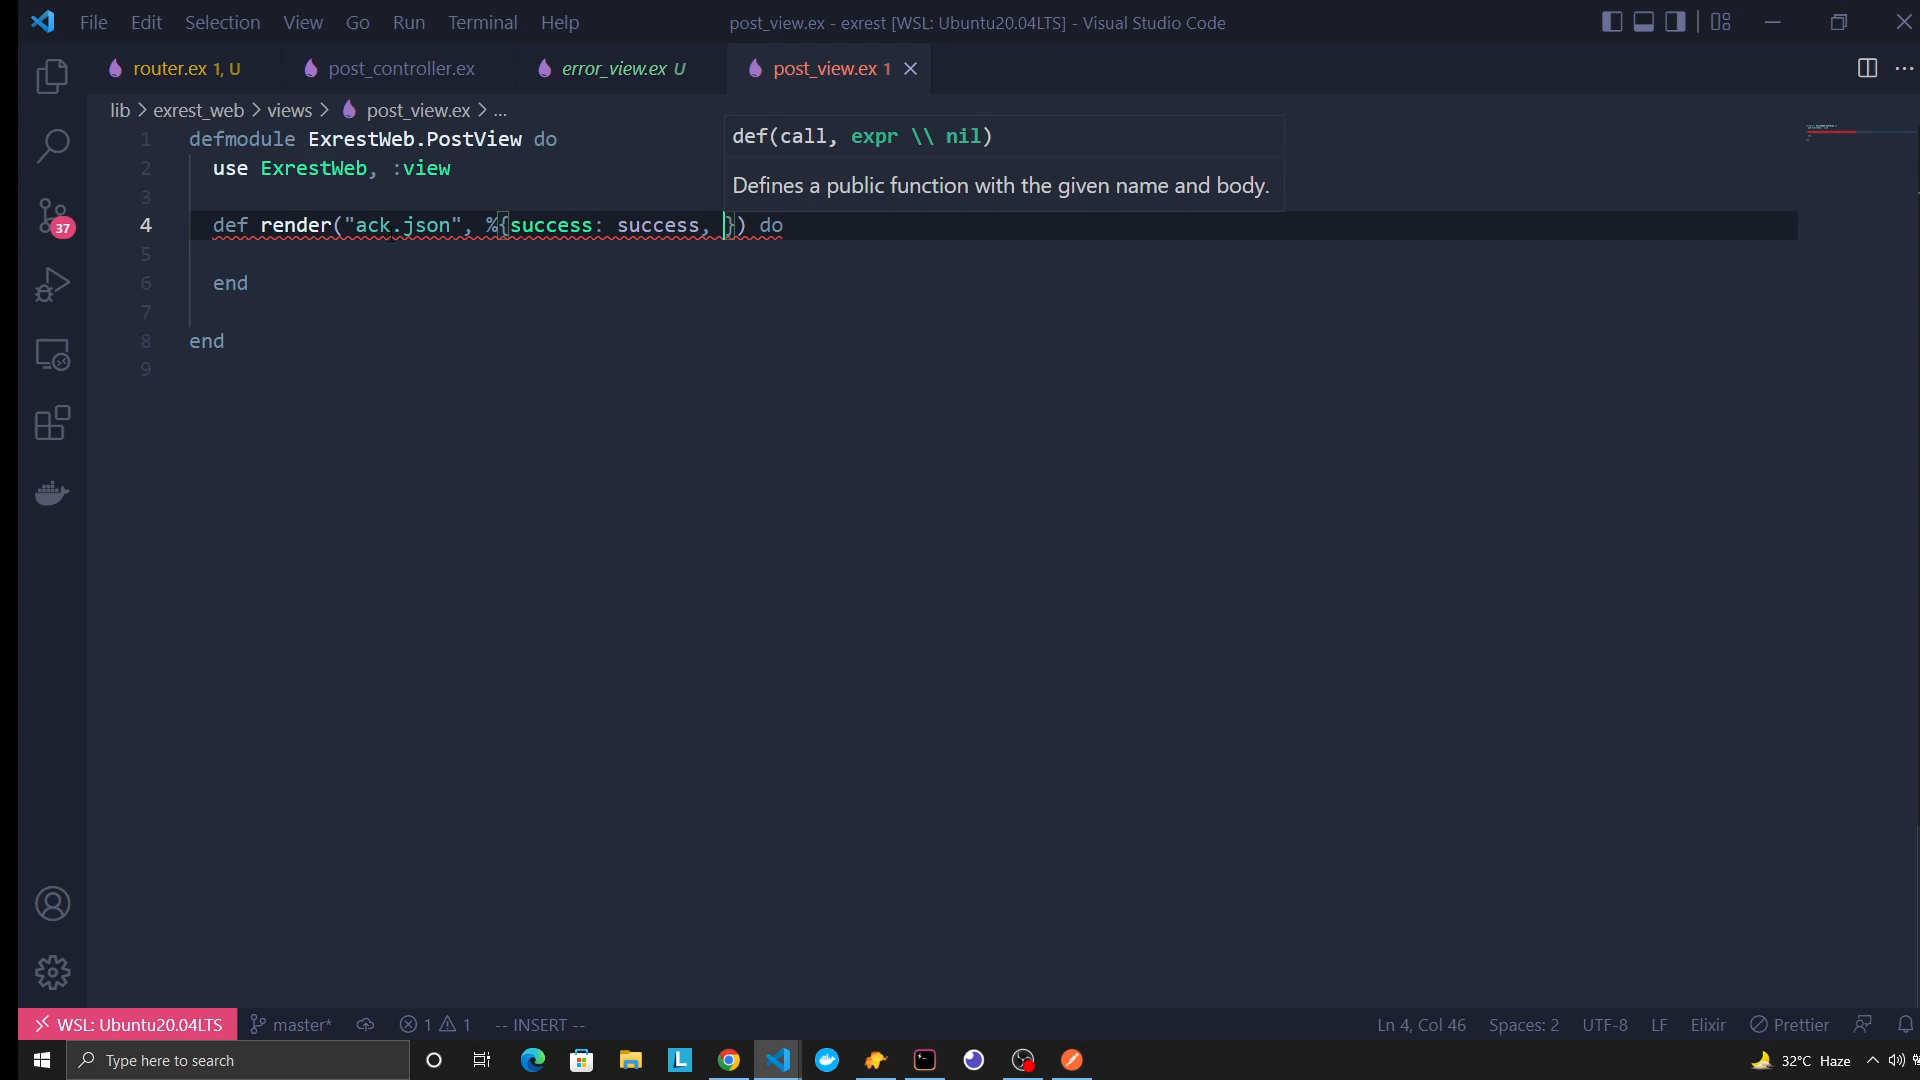 File Edit Selection View Go Run Terminal Help
post_view.ex - exrest [WSL: Ubuntu20.04LTS] - Visual Studio Code
router.ex 1, U
post_controller.ex
error_view.ex U
post_view.ex 1
lib > exrest_web > views > post_view.ex > ...
def(call, expr \\ nil)
Defines a public function with the given name and body.
1 defmodule ExrestWeb.PostView do
2 use ExrestWeb, :view
3
4 def render("ack.json", %{success: success, }) do
5
6 end
7
8 end
9
37
WSL: Ubuntu20.04LTS master* 1 1 -- INSERT --
Ln 4, Col 46 Spaces: 2 UTF-8 LF Elixir Prettier
Type here to search
L
32°C Haze